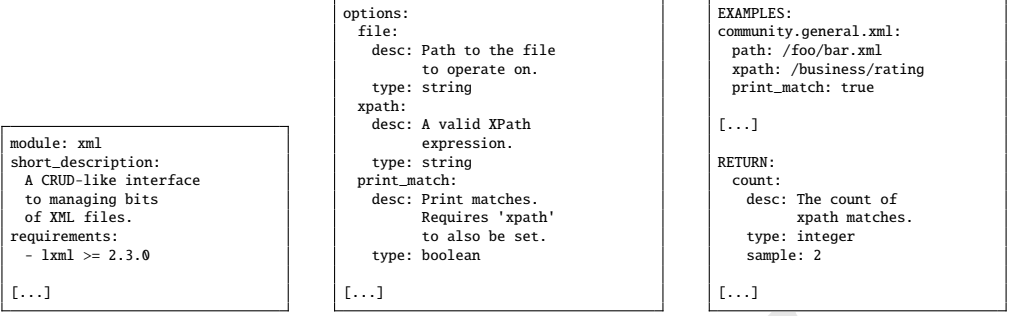 module: xml
short_description:
  A CRUD-like interface
  to managing bits
  of XML files.
requirements:
  - lxml >= 2.3.0

[...]

options:
  file:
    desc: Path to the file
          to operate on.
    type: string
  xpath:
    desc: A valid XPath
          expression.
    type: string
  print_match:
    desc: Print matches.
          Requires 'xpath'
          to also be set.
    type: boolean

[...]

EXAMPLES:
community.general.xml:
  path: /foo/bar.xml
  xpath: /business/rating
  print_match: true

[...]

RETURN:
  count:
    desc: The count of
          xpath matches.
    type: integer
    sample: 2

[...]